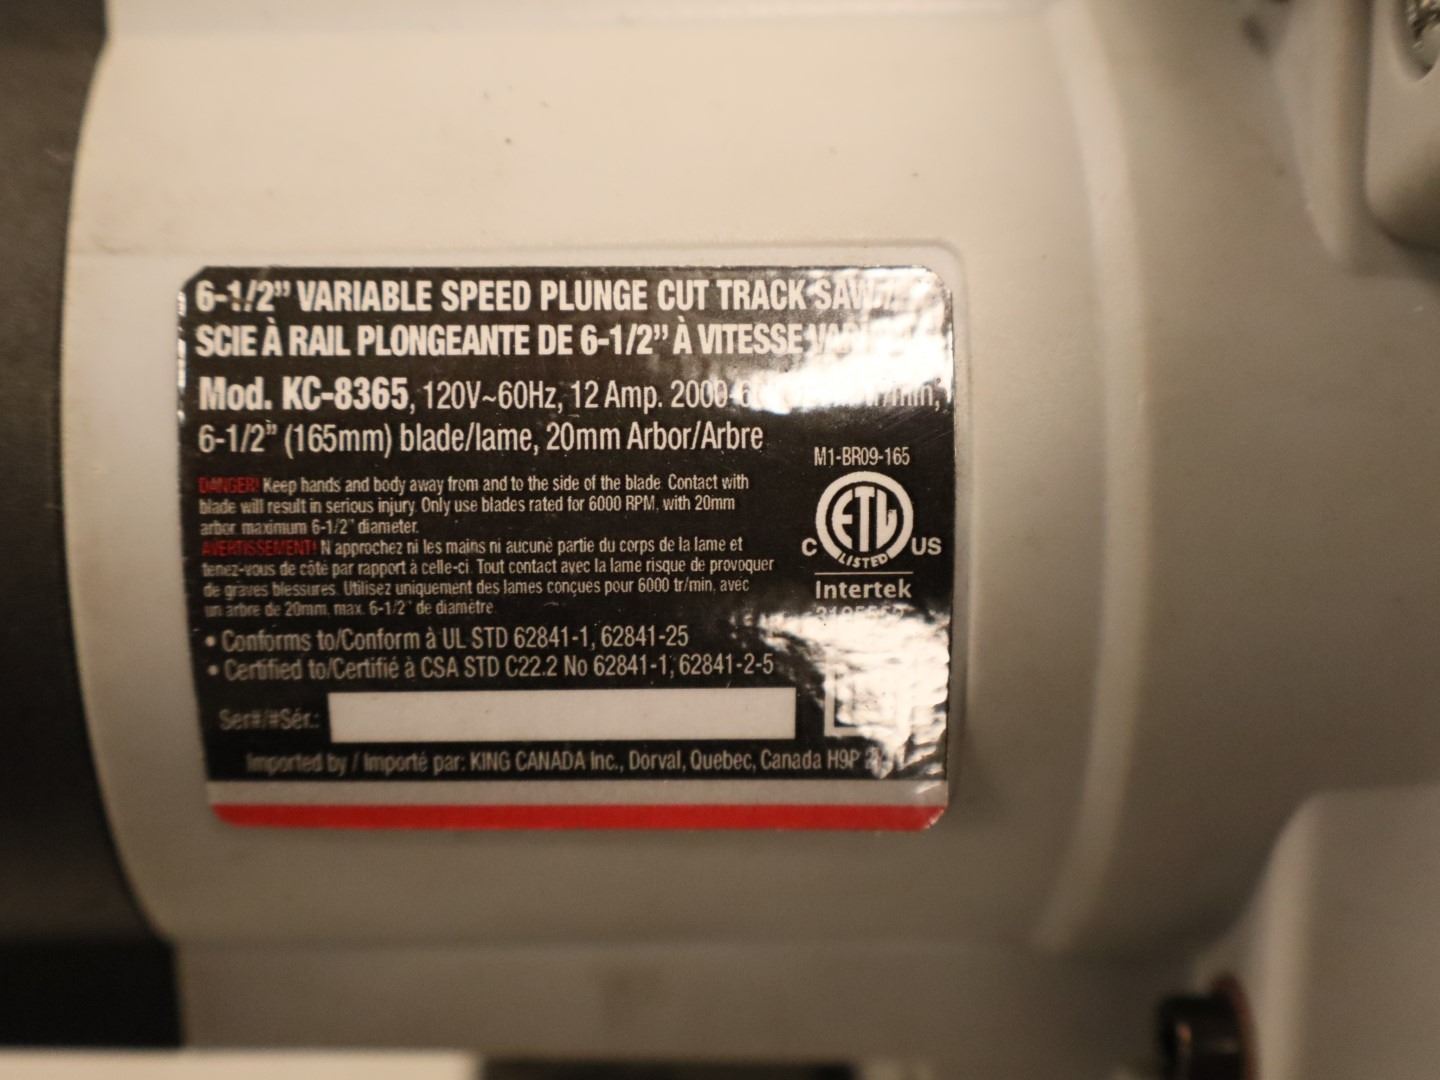 6-1/2” VARIABLE SPEED PLUNGE CUT TRACK SAW
SCIE À RAIL PLONGEANTE DE 6-1/2” À VITESSE
Mod. KC-8365, 120V~60Hz, 12 Amp. 2000-
6-1/2” (165mm) blade/lame, 20mm Arbor/Arbre
M1-BR09-165
DANGER! Keep hands and body away from and to the side of the blade. Contact with
blade will result in serious injury. Only use blades rated for 6000 RPM, with 20mm
arbor maximum 6-1/2” diameter.
AVERTISSEMENT! N'approchez ni les mains ni aucune partie du corps de la lame et
tenez-vous de côté par rapport à celle-ci. Tout contact avec la lame risque de provoquer
de graves blessures. Utilisez uniquement des lames conçues pour 6000 tr/min, avec
un arbre de 20mm, max. 6-1/2” de diamètre.
C ETL US
LISTED
Intertek
• Conforms to/Conform à UL STD 62841-1, 62841-25
• Certified to/Certifié à CSA STD C22.2 No 62841-1, 62841-2-5
Ser#/#Sér.:
Imported by / Importé par: KING CANADA Inc., Dorval, Quebec, Canada H9P